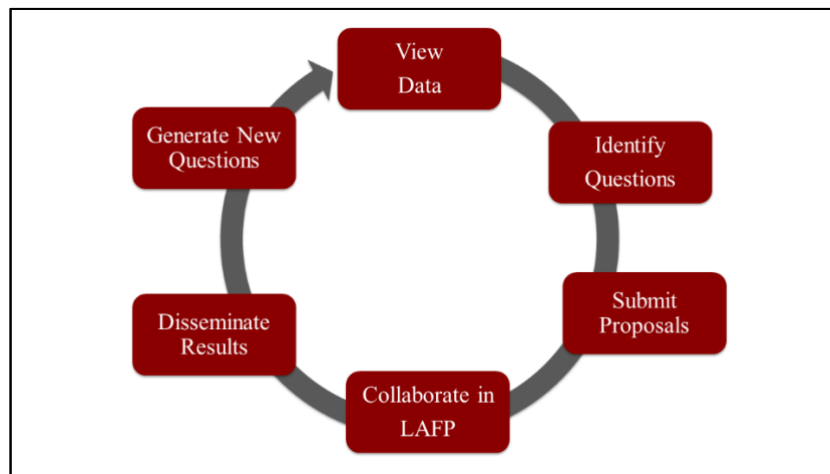 View
Data
Identify
Questions
Submit
Proposals
Collaborate in
LAFP
Disseminate
Results
Generate New
Questions